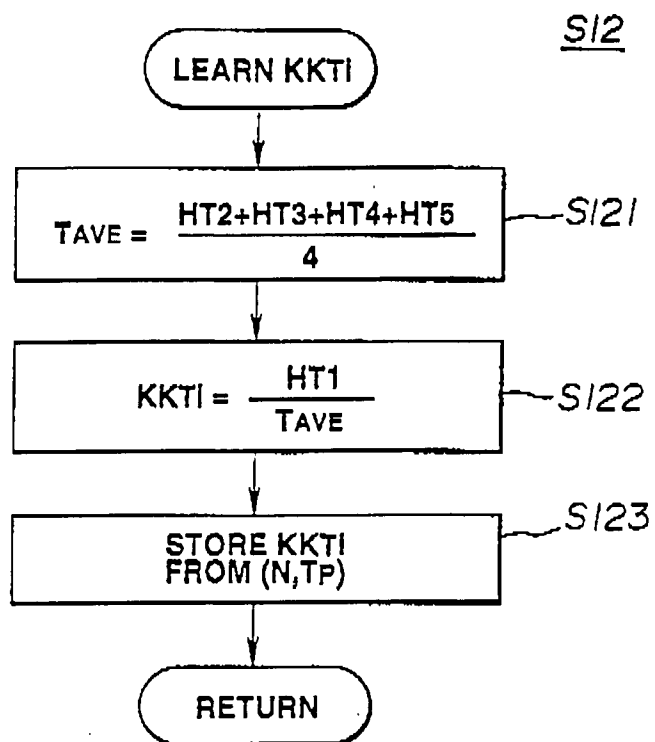 S12
LEARN KKTI
TAVE = HT2+HT3+HT4+HT5
4
S121
KKTI = HT1
TAVE
S122
STORE KKTI
FROM (N,TP)
S123
RETURN